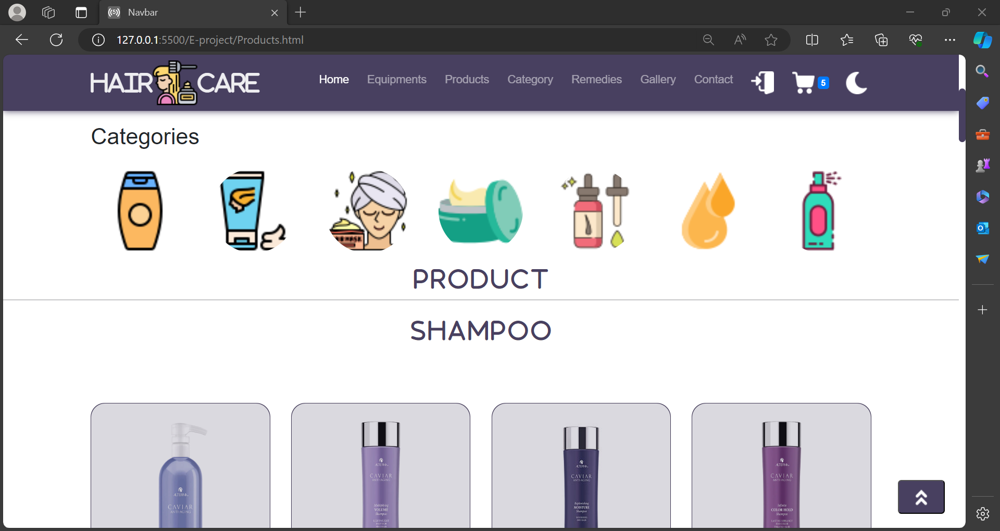 Navbar
127.0.0.1:5500/E-project/Products.html
HAIR CARE
Home Equipments Products Category Remedies Gallery Contact 5
Categories
PRODUCT
SHAMPOO
ALTERNA
CAVIAR
ANTI-AGING
ALTERNA
CAVIAR
ANTI-AGING
Multiplying
VOLUME
Shampoo
ALTERNA
CAVIAR
ANTI-AGING
Replenishing
MOISTURE
Shampoo
ALTERNA
CAVIAR
ANTI-AGING
Infinite
COLOR HOLD
Shampoo